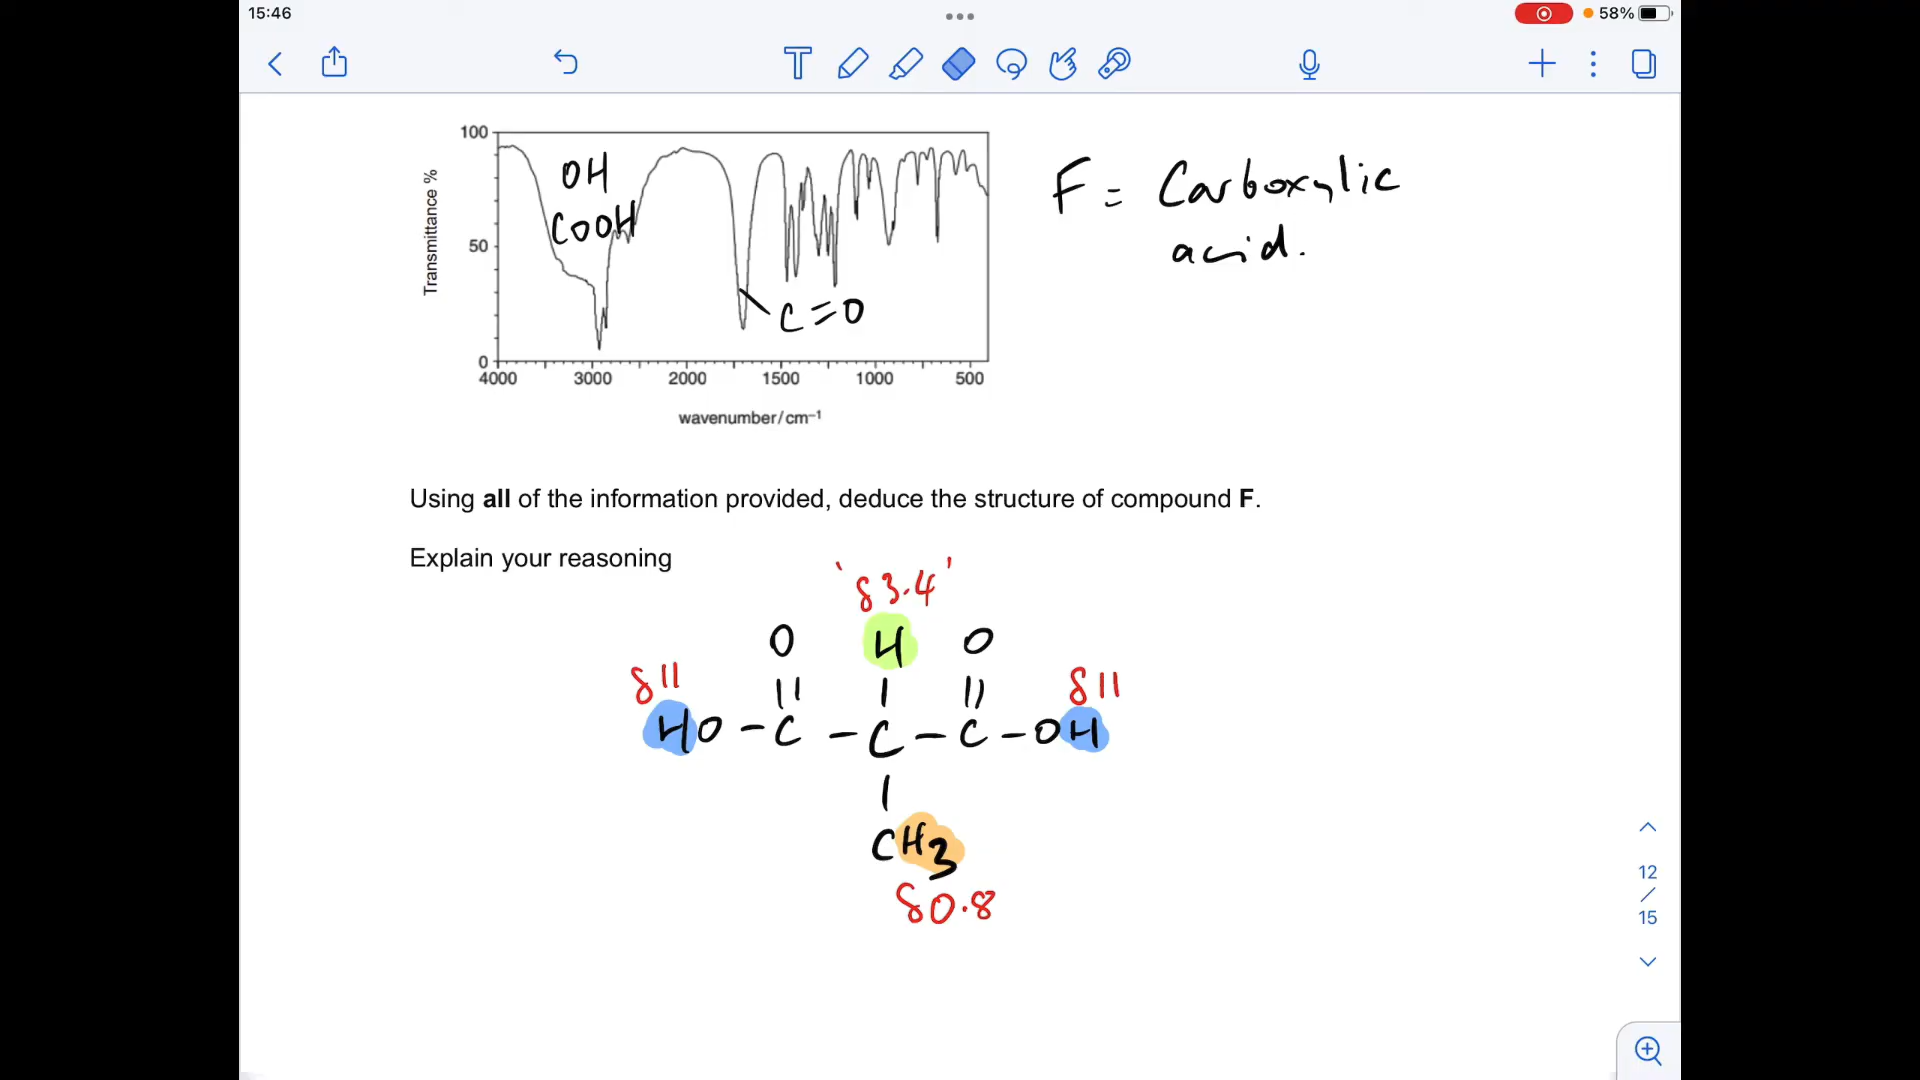 15:46
58%
100
OH
COOH
50
C=O
0
4000 3000 2000 1500 1000 500
Transmittance %
wavenumber/cm⁻¹
F = Carboxylic
acid.
Using all of the information provided, deduce the structure of compound F.
Explain your reasoning
'δ3.4'
O H O
δ11 δ11
HO - C - C - C - OH
CH3
δ0.8
12
15